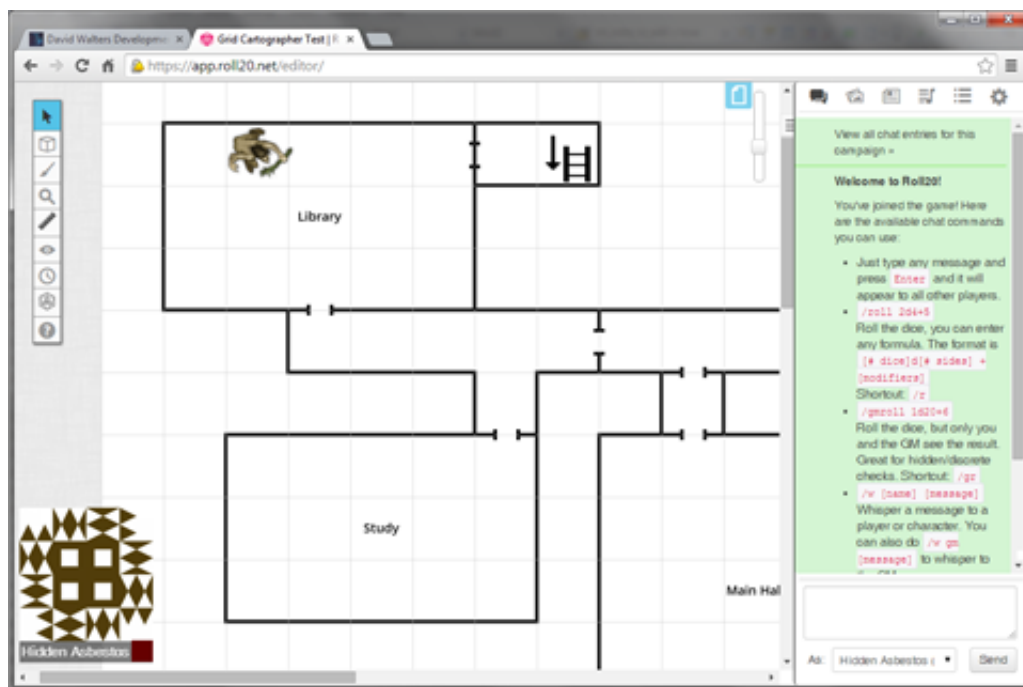 David Walters Developme
Grid Cartographer Test | R
https://app.roll20.net/editor/
Library
Study
Main Hal
Hidden Asbestos
View all chat entries for this
campaign »
Welcome to Roll20!
You've joined the game! Here
are the available chat commands
you can use:
Just type any message and
press Enter and it will
appear to all other players.
/roll 2d4+5
Roll the dice, you can enter
any formula. The format is
[# dice]d[# sides] +
[modifiers]
Shortcut: /r
/gmroll 1d20+6
Roll the dice, but only you
and the GM see the result.
Great for hidden/discrete
checks. Shortcut: /gr
/w [name] [message]
Whisper a message to a
player or character. You
can also do /w gm
[message] to whisper to
As: Hidden Asbestos (
Send